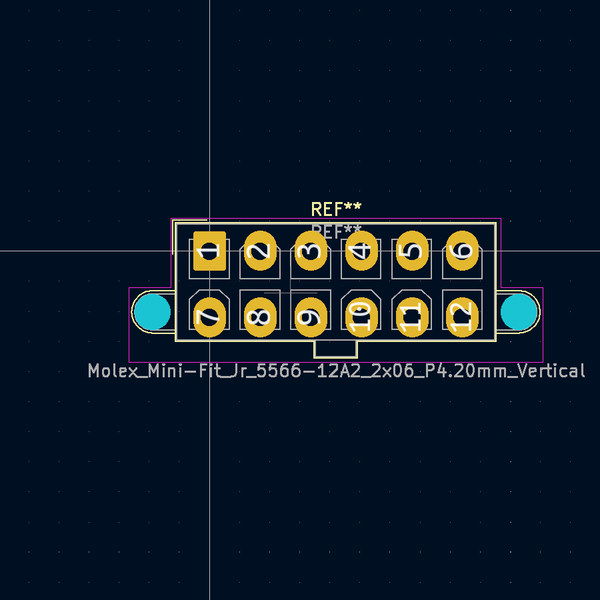 REF**
REF**
1 2 3 4 5 6
7 8 9 10 11 12
Molex_Mini-Fit_Jr_5566-12A2_2x06_P4.20mm_Vertical